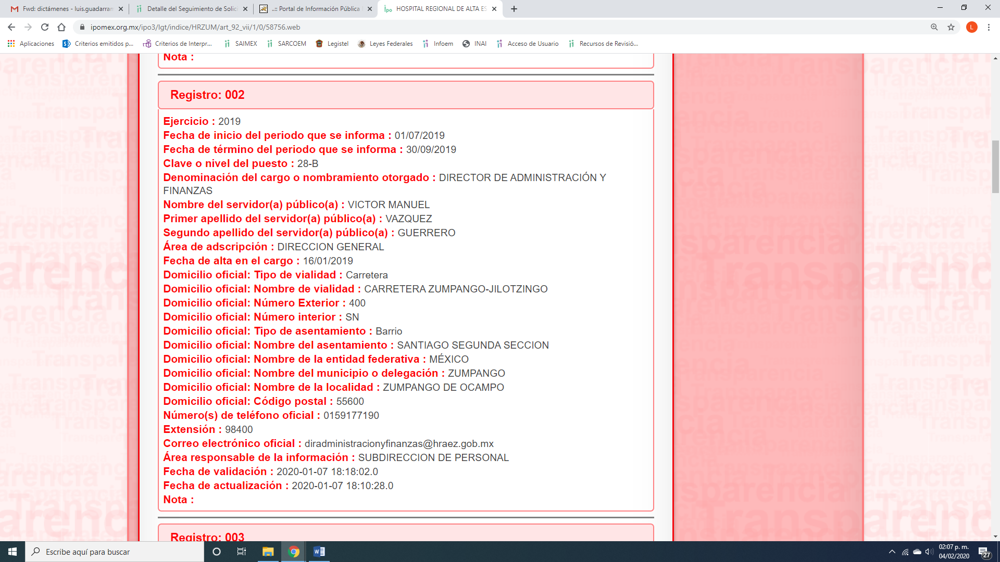 Fwd: dictámenes - luis.guadarran
Detalle del Seguimiento de Solici
..:: Portal de Información Pública
HOSPITAL REGIONAL DE ALTA ES
ipomex.org.mx/ipo3/lgt/indice/HRZUM/art_92_vii/1/0/58756.web
L
Aplicaciones
Criterios emitidos p...
Criterios de Interpr...
SAIMEX
SARCOEM
Legistel
Leyes Federales
Infoem
INAI
Acceso de Usuario
Recursos de Revisió...
Nota :
Registro: 002
Ejercicio : 2019
Fecha de inicio del periodo que se informa : 01/07/2019
Fecha de término del periodo que se informa : 30/09/2019
Clave o nivel del puesto : 28-B
Denominación del cargo o nombramiento otorgado : DIRECTOR DE ADMINISTRACIÓN Y
FINANZAS
Nombre del servidor(a) público(a) : VICTOR MANUEL
Primer apellido del servidor(a) público(a) : VAZQUEZ
Segundo apellido del servidor(a) público(a) : GUERRERO
Área de adscripción : DIRECCION GENERAL
Fecha de alta en el cargo : 16/01/2019
Domicilio oficial: Tipo de vialidad : Carretera
Domicilio oficial: Nombre de vialidad : CARRETERA ZUMPANGO-JILOTZINGO
Domicilio oficial: Número Exterior : 400
Domicilio oficial: Número interior : SN
Domicilio oficial: Tipo de asentamiento : Barrio
Domicilio oficial: Nombre del asentamiento : SANTIAGO SEGUNDA SECCION
Domicilio oficial: Nombre de la entidad federativa : MÉXICO
Domicilio oficial: Nombre del municipio o delegación : ZUMPANGO
Domicilio oficial: Nombre de la localidad : ZUMPANGO DE OCAMPO
Domicilio oficial: Código postal : 55600
Número(s) de teléfono oficial : 0159177190
Extensión : 98400
Correo electrónico oficial : diradministracionyfinanzas@hraez.gob.mx
Área responsable de la información : SUBDIRECCION DE PERSONAL
Fecha de validación : 2020-01-07 18:18:02.0
Fecha de actualización : 2020-01-07 18:10:28.0
Nota :
Registro: 003
Escribe aquí para buscar
02:07 p. m.
04/02/2020
27